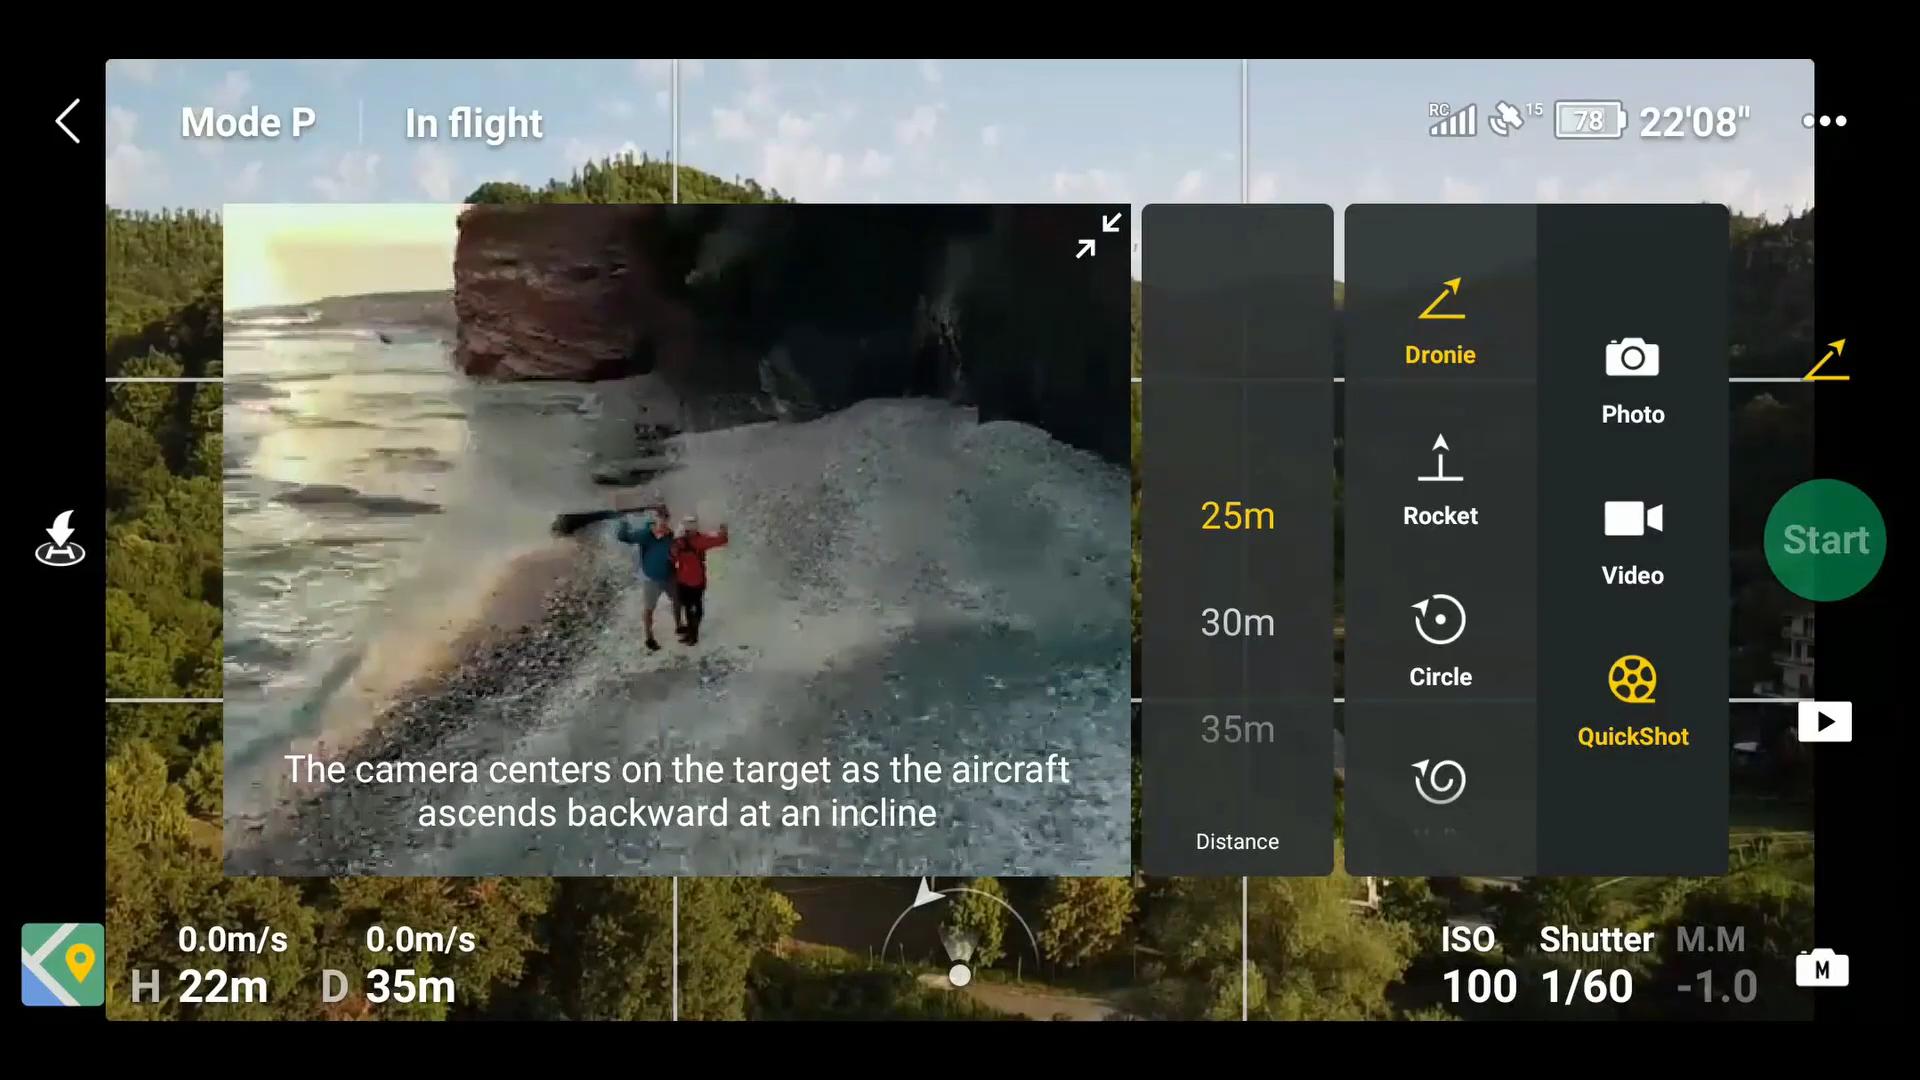 Mode P
In flight
RC
15
78
22'08"
Dronie
Photo
25m
Rocket
Start
Video
30m
Circle
35m
QuickShot
The camera centers on the target as the aircraft
ascends backward at an incline
Distance
0.0m/s
0.0m/s
H 22m
D 35m
ISO
Shutter
M.M
100
1/60
-1.0
M